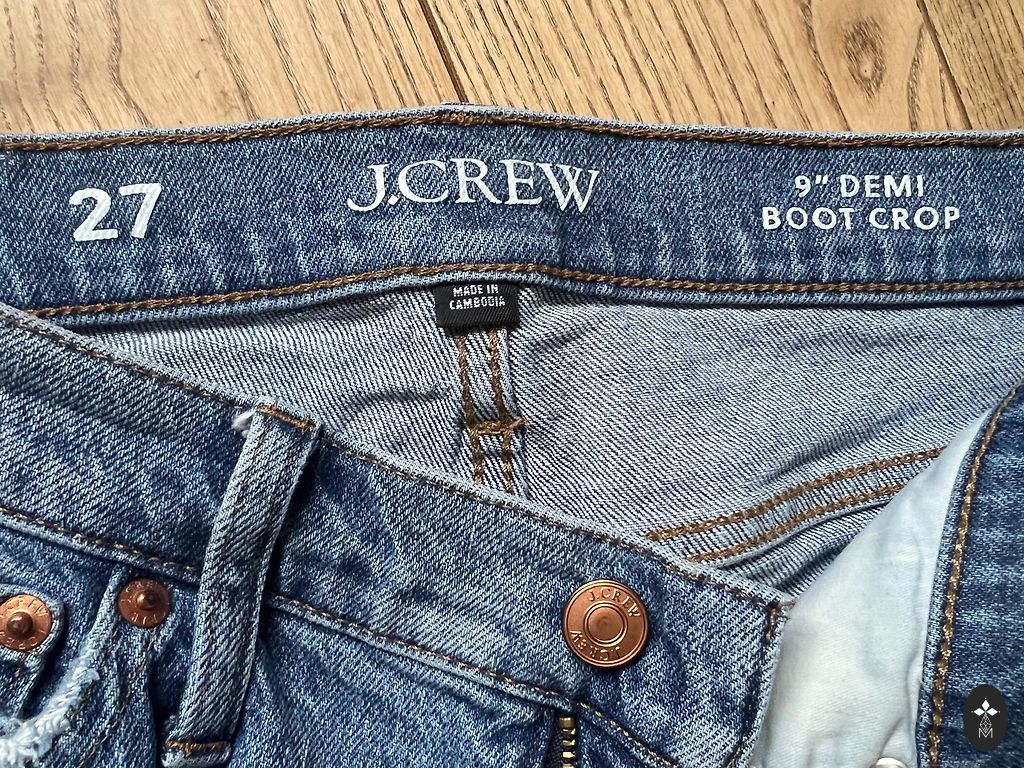 27
J.CREW
9" DEMI
BOOT CROP
MADE IN
CAMBODIA
J.CREW
M